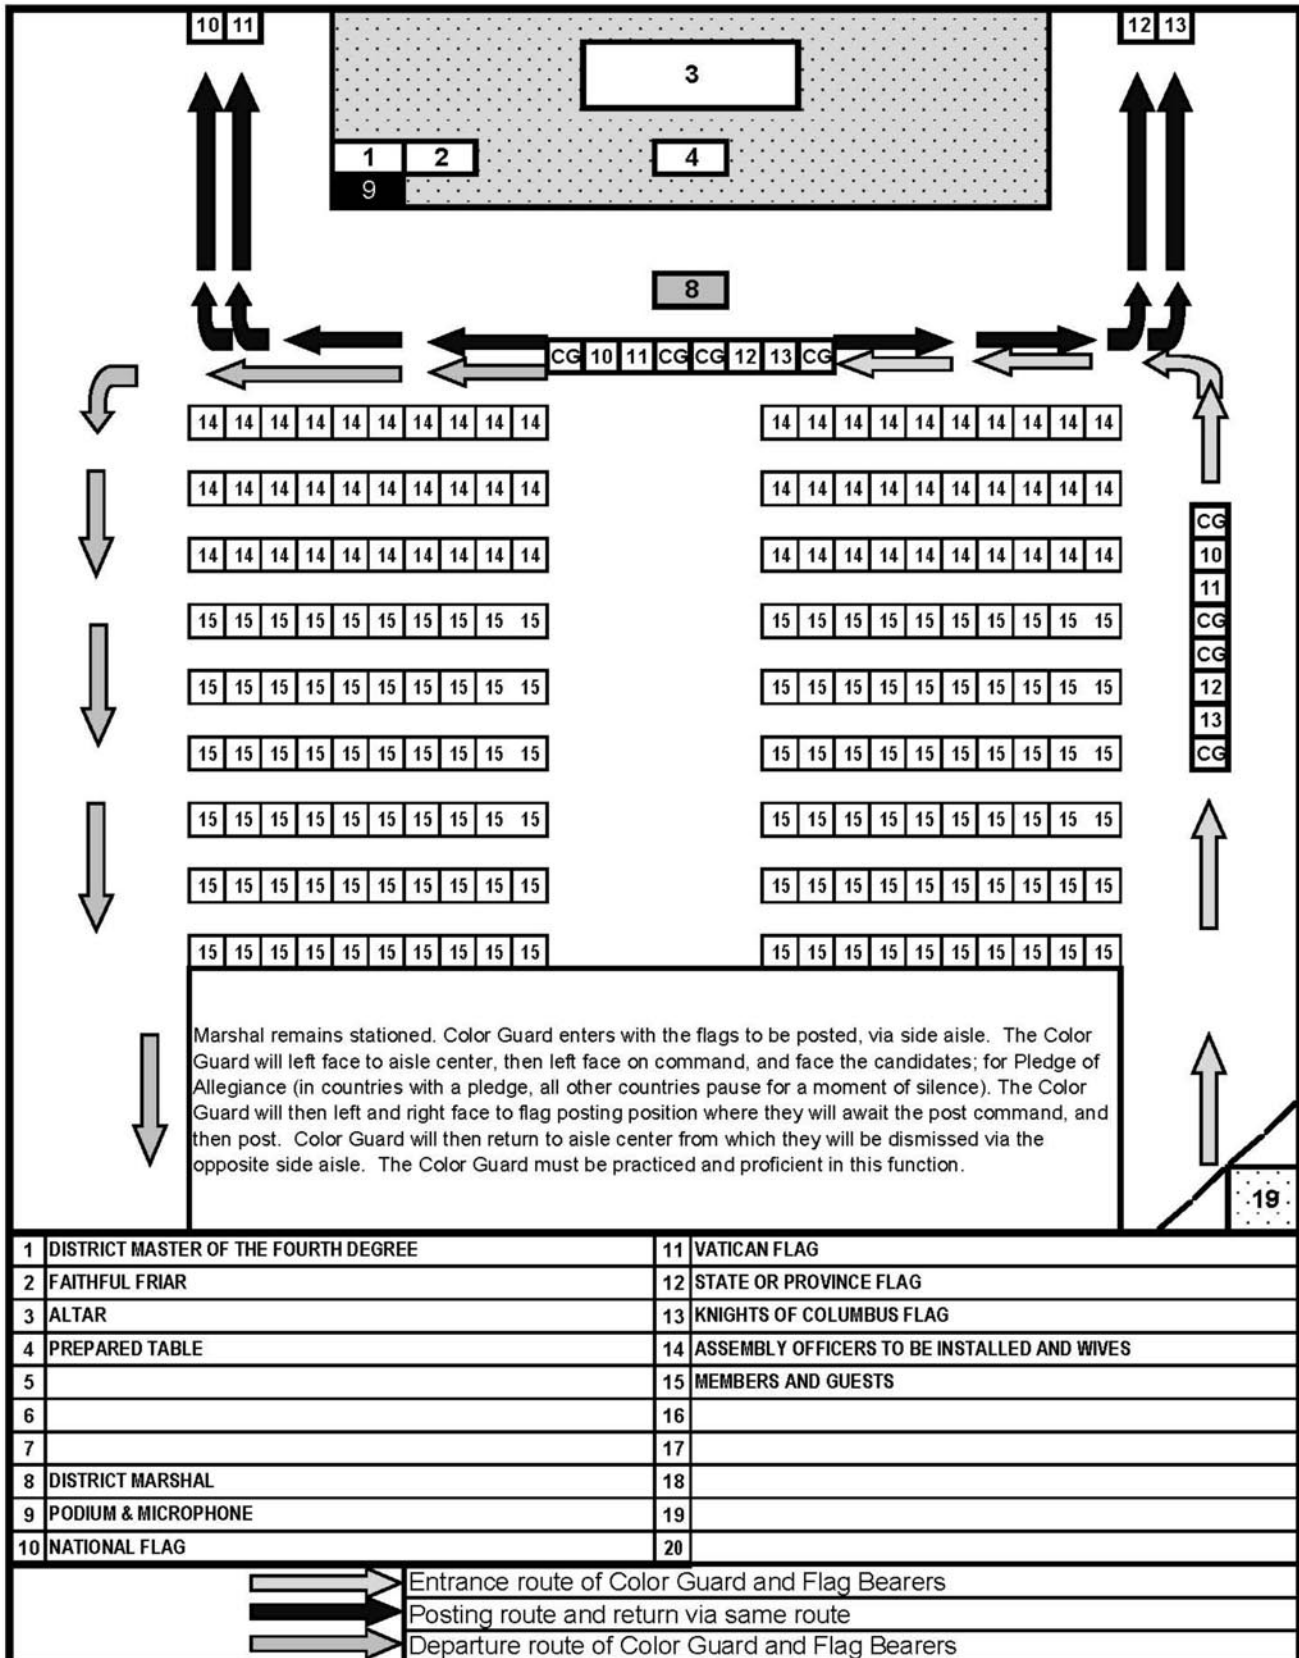 10 11 12 13
3
1 2 4
9
8
CG 10 11 CG CG 12 13 CG
14 14 14 14 14 14 14 14 14 14 14 14 14 14 14 14 14 14 14 14
14 14 14 14 14 14 14 14 14 14 14 14 14 14 14 14 14 14 14 14
14 14 14 14 14 14 14 14 14 14 14 14 14 14 14 14 14 14 14 14
15 15 15 15 15 15 15 15 15 15 15 15 15 15 15 15 15 15 15 15
15 15 15 15 15 15 15 15 15 15 15 15 15 15 15 15 15 15 15 15
15 15 15 15 15 15 15 15 15 15 15 15 15 15 15 15 15 15 15 15
15 15 15 15 15 15 15 15 15 15 15 15 15 15 15 15 15 15 15 15
15 15 15 15 15 15 15 15 15 15 15 15 15 15 15 15 15 15 15 15
15 15 15 15 15 15 15 15 15 15 15 15 15 15 15 15 15 15 15 15
CG
10
11
CG
CG
12
13
CG
Marshal remains stationed. Color Guard enters with the flags to be posted, via side aisle. The Color
Guard will left face to aisle center, then left face on command, and face the candidates; for Pledge of
Allegiance (in countries with a pledge, all other countries pause for a moment of silence). The Color
Guard will then left and right face to flag posting position where they will await the post command, and
then post. Color Guard will then return to aisle center from which they will be dismissed via the
opposite side aisle. The Color Guard must be practiced and proficient in this function.
19
1 DISTRICT MASTER OF THE FOURTH DEGREE
2 FAITHFUL FRIAR
3 ALTAR
4 PREPARED TABLE
5
6
7
8 DISTRICT MARSHAL
9 PODIUM & MICROPHONE
10 NATIONAL FLAG
11 VATICAN FLAG
12 STATE OR PROVINCE FLAG
13 KNIGHTS OF COLUMBUS FLAG
14 ASSEMBLY OFFICERS TO BE INSTALLED AND WIVES
15 MEMBERS AND GUESTS
16
17
18
19
20
Entrance route of Color Guard and Flag Bearers
Posting route and return via same route
Departure route of Color Guard and Flag Bearers